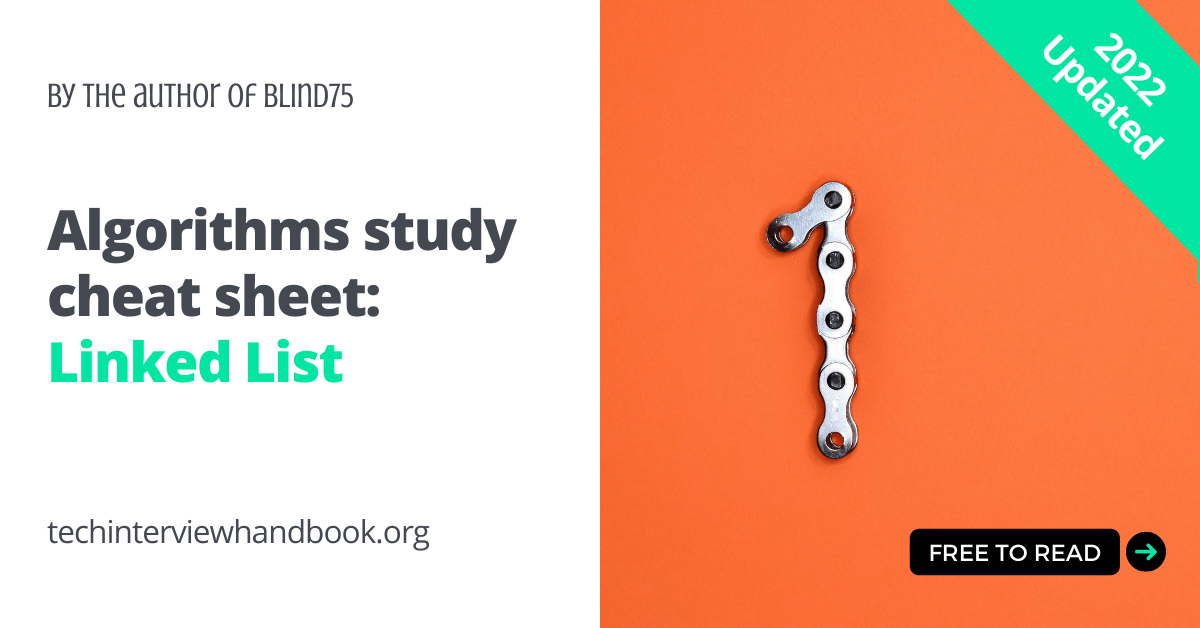 By the author of Blind75
Algorithms study
cheat sheet:
Linked List
techinterviewhandbook.org
2022
Updated
FREE TO READ